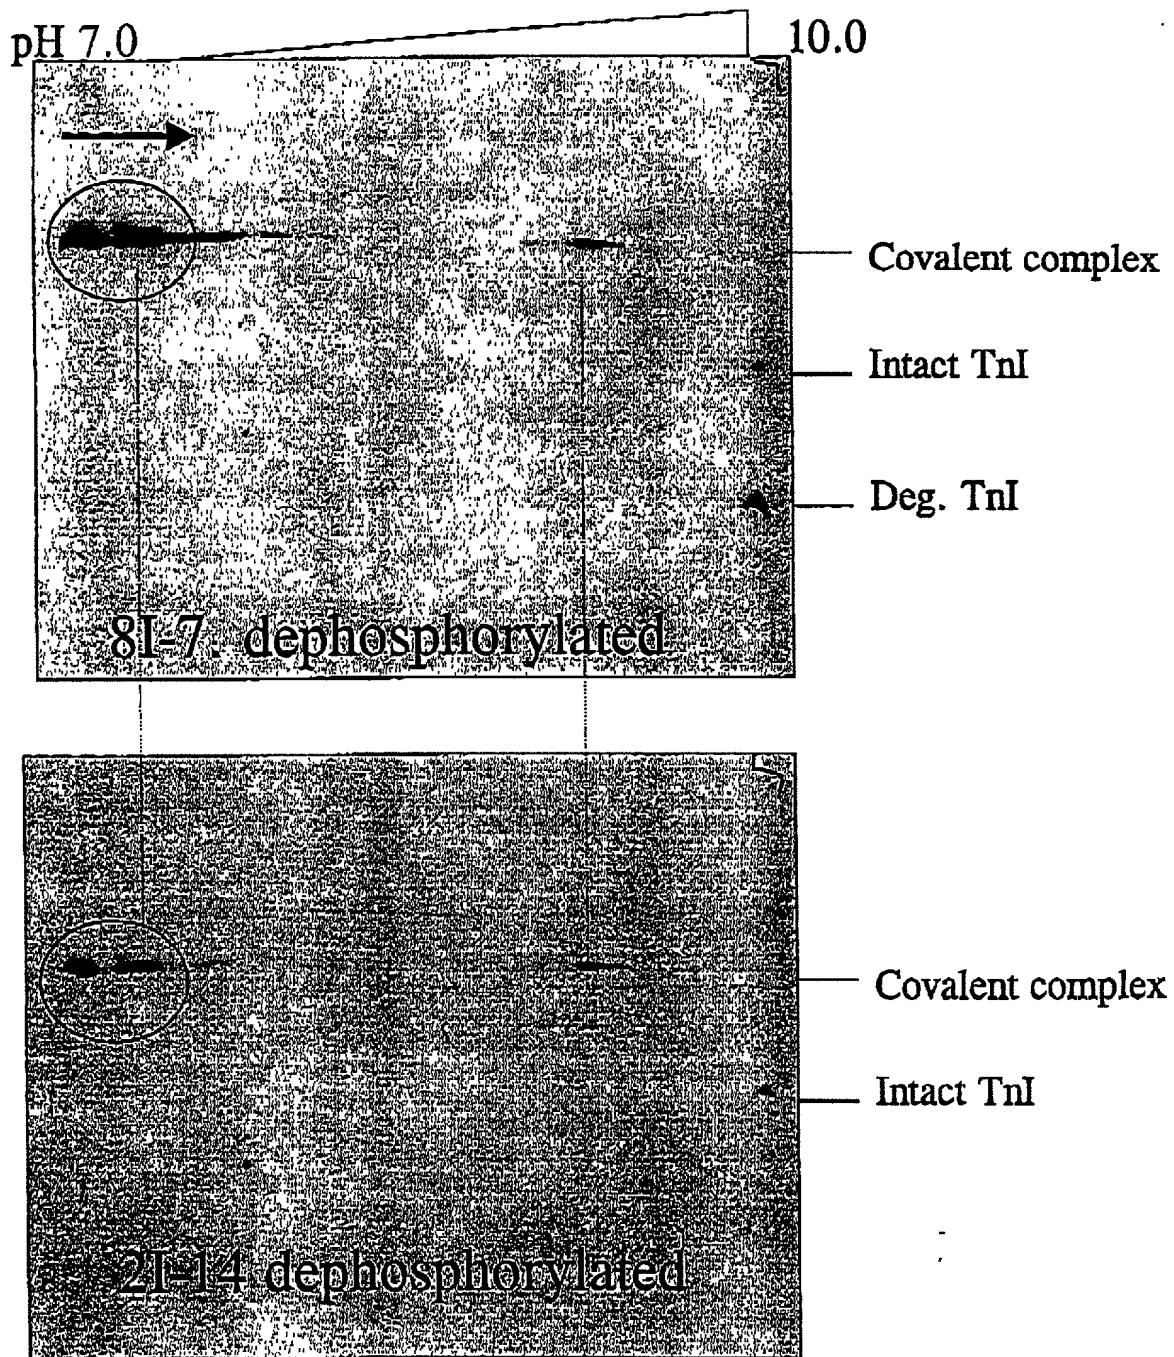 pH 7.0 10.0
Covalent complex
Intact TnI
Deg. TnI
8I-7. dephosphorylated
Covalent complex
Intact TnI
2I-14 dephosphorylated